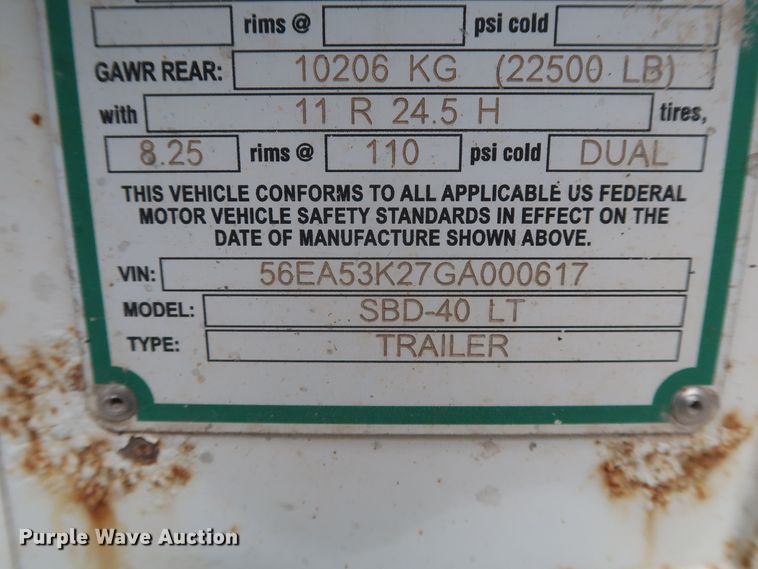 rims @ psi cold
GAWR REAR: 10206 KG (22500 LB)
with 11 R 24.5 H tires,
8.25 rims @ 110 psi cold DUAL
THIS VEHICLE CONFORMS TO ALL APPLICABLE US FEDERAL
MOTOR VEHICLE SAFETY STANDARDS IN EFFECT ON THE
DATE OF MANUFACTURE SHOWN ABOVE.
VIN: 56EA53K27GA000617
MODEL: SBD-40 LT
TYPE: TRAILER
Purple Wave Auction